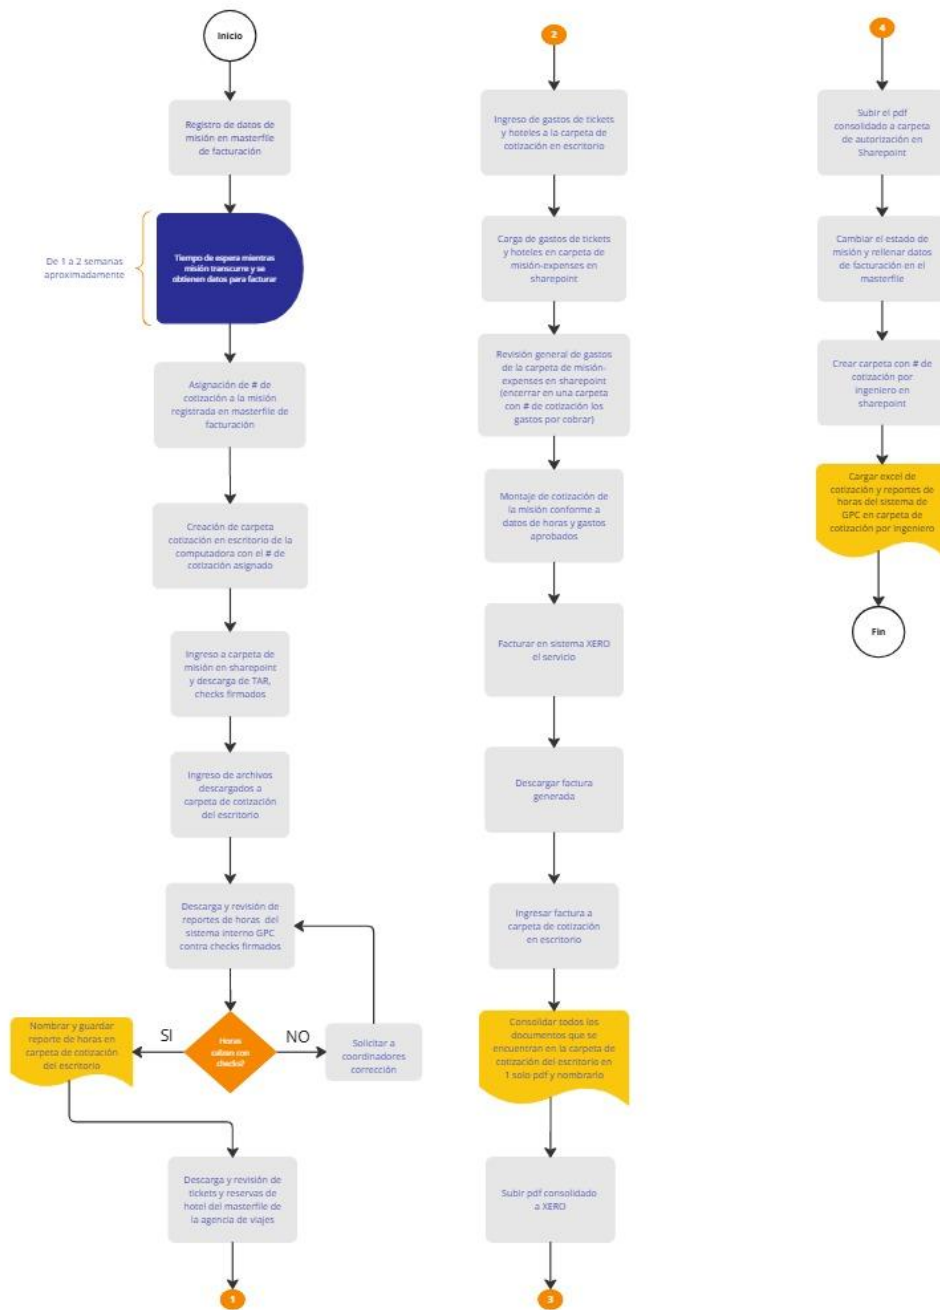 Inicio
Registro de datos de
misión en masterfile
de facturación
De 1 a 2 semanas
aproximadamente
Tiempo de espera mientras
misión transcurre y se
obtienen datos para facturar
Asignación de # de
cotización a la misión
registrada en masterfile de
facturación
Creación de carpeta
cotización en escritorio de la
computadora con el # de
cotización asignado
Ingreso a carpeta de
misión en sharepoint
y descarga de TAR,
checks firmados
Ingreso de archivos
descargados a
carpeta de cotización
del escritorio
Descarga y revisión de
reportes de horas del
sistema interno GPC
contra checks firmados
Horas
calzan con
checks?
SI
NO
Nombrar y guardar
reporte de horas en
carpeta de cotización
del escritorio
Solicitar a
coordinadores
corrección
Descarga y revisión de
tickets y reservas de
hotel del masterfile de
la agencia de viajes
1
2
Ingreso de gastos de tickets
y hoteles a la carpeta de
cotización en escritorio
Carga de gastos de tickets
y hoteles en carpeta de
misión-expenses en
sharepoint
Revisión general de gastos
de la carpeta de misión-
expenses en sharepoint
(encerrar en una carpeta
con # de cotización los
gastos por cobrar)
Montaje de cotización de
la misión conforme a
datos de horas y gastos
aprobados
Facturar en sistema XERO
el servicio
Descargar factura
generada
Ingresar factura a
carpeta de cotización
en escritorio
Consolidar todos los
documentos que se
encuentran en la carpeta de
cotización del escritorio en
1 solo pdf y nombrarlo
Subir pdf consolidado
a XERO
3
4
Subir el pdf
consolidado a carpeta
de autorización en
Sharepoint
Cambiar el estado de
misión y rellenar datos
de facturación en el
masterfile
Crear carpeta con # de
cotización por
ingeniero en
sharepoint
Cargar excel de
cotización y reportes de
horas del sistema de
GPC en carpeta de
cotización por ingeniero
Fin